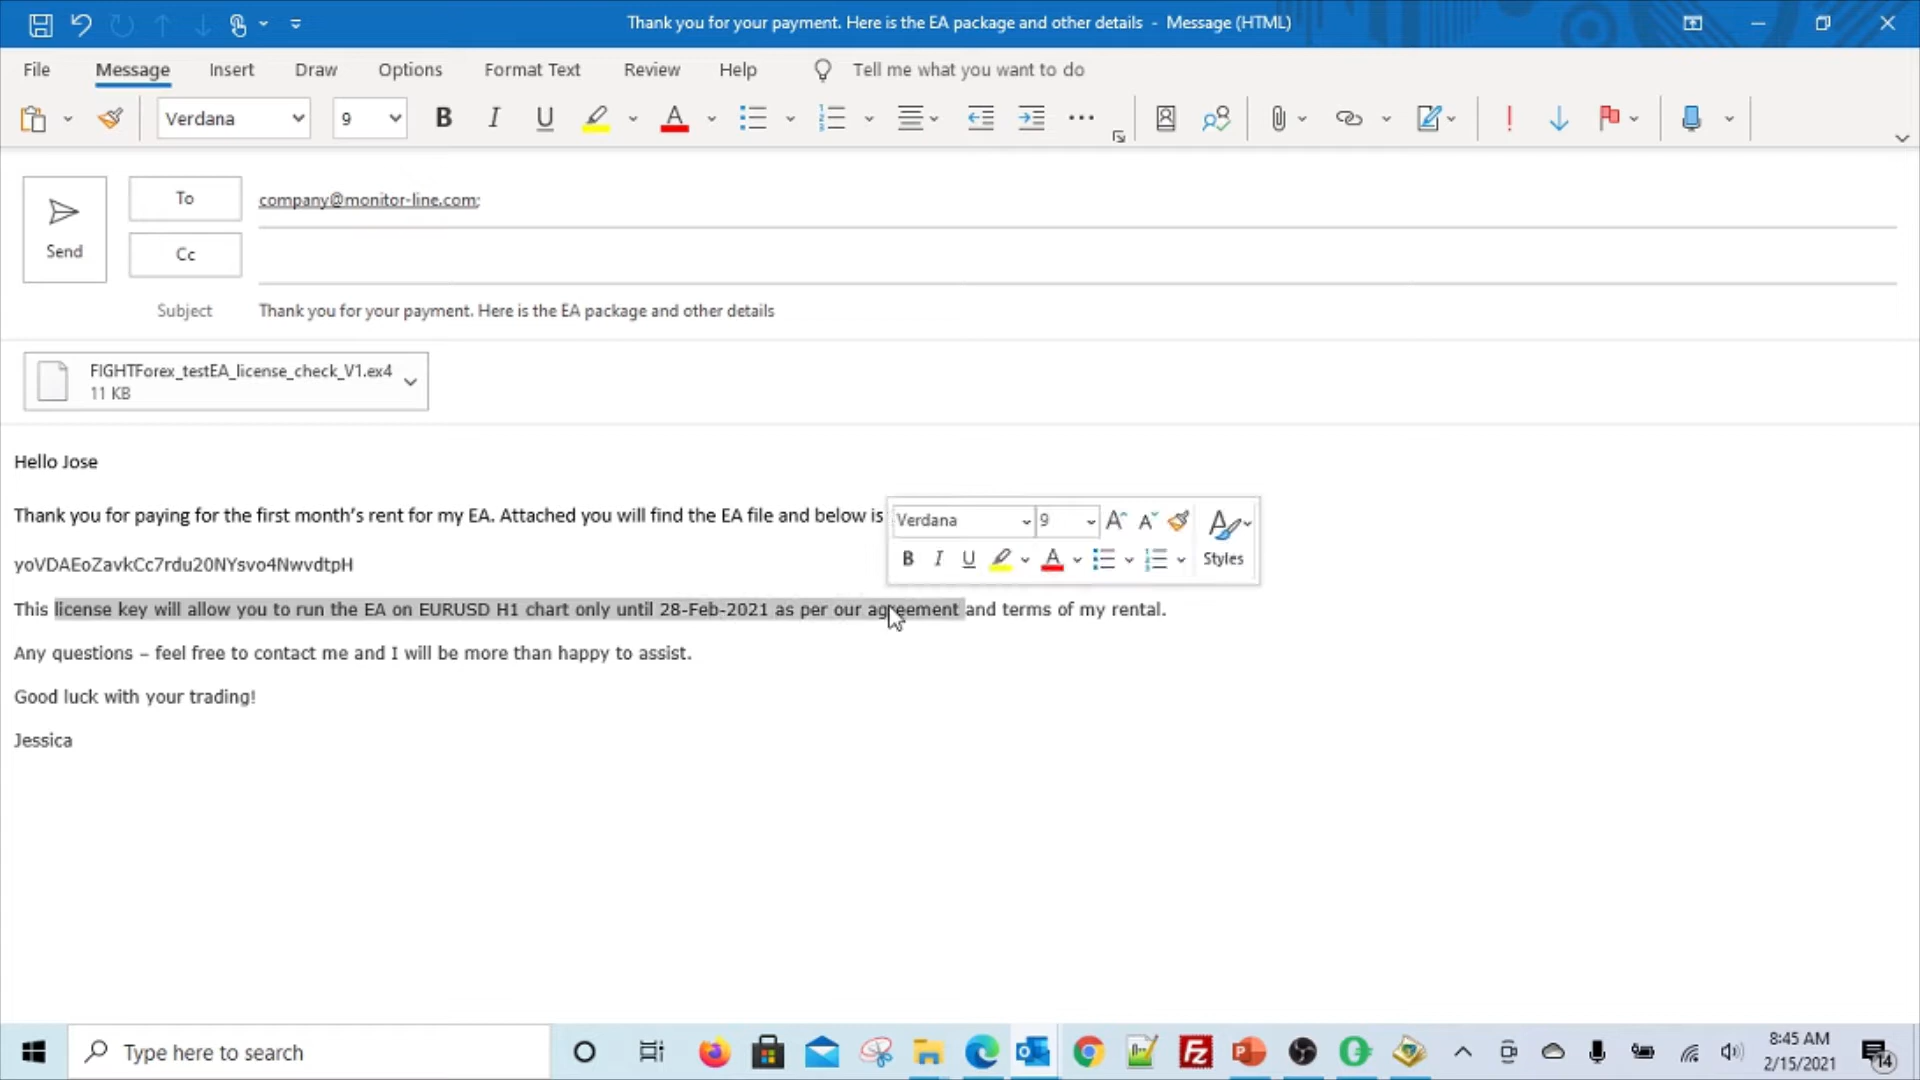 Thank you for your payment. Here is the EA package and other details - Message (HTML)
File Message Insert Draw Options Format Text Review Help Tell me what you want to do
Verdana 9 B I U A
To company@monitor-line.com;
Send
Cc
Subject Thank you for your payment. Here is the EA package and other details
FIGHTForex_testEA_license_check_V1.ex4
11 KB
Hello Jose
Thank you for paying for the first month's rent for my EA. Attached you will find the EA file and below is
Verdana 9
B I U A Styles
yoVDAEoZavkCc7rdu20NYsvo4NwvdtpH
This license key will allow you to run the EA on EURUSD H1 chart only until 28-Feb-2021 as per our agreement and terms of my rental.
Any questions – feel free to contact me and I will be more than happy to assist.
Good luck with your trading!
Jessica
Type here to search
8:45 AM
2/15/2021
14